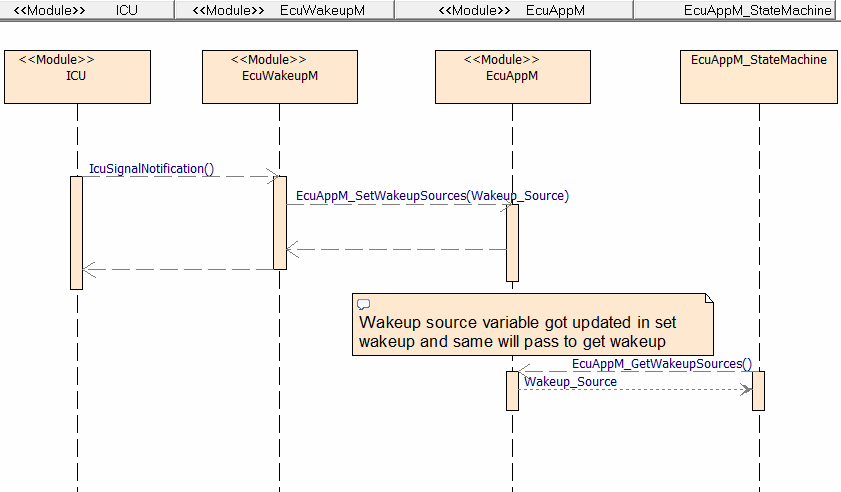 <<Module>> ICU <<Module>> EcuWakeupM <<Module>> EcuAppM EcuAppM_StateMachine
<<Module>>
ICU
<<Module>>
EcuWakeupM
<<Module>>
EcuAppM
EcuAppM_StateMachine
IcuSignalNotification()
EcuAppM_SetWakeupSources(Wakeup_Source)
Wakeup source variable got updated in set
wakeup and same will pass to get wakeup
EcuAppM_GetWakeupSources()
Wakeup_Source